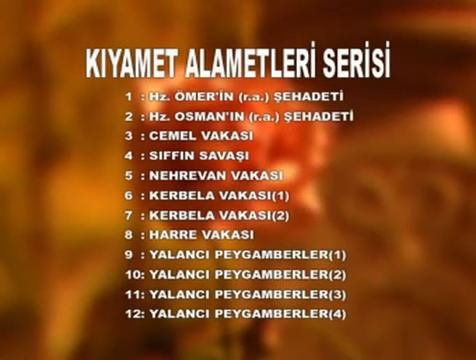 KIYAMET ALAMETLERİ SERİSİ
1 : Hz. ÖMER'İN (r.a.) ŞEHADETİ
2 : Hz. OSMAN'IN (r.a.) ŞEHADETİ
3 : CEMEL VAKASI
4 : SIFFIN SAVAŞI
5 : NEHREVAN VAKASI
6 : KERBELA VAKASI(1)
7 : KERBELA VAKASI(2)
8 : HARRE VAKASI
9 : YALANCI PEYGAMBERLER(1)
10: YALANCI PEYGAMBERLER(2)
11: YALANCI PEYGAMBERLER(3)
12: YALANCI PEYGAMBERLER(4)